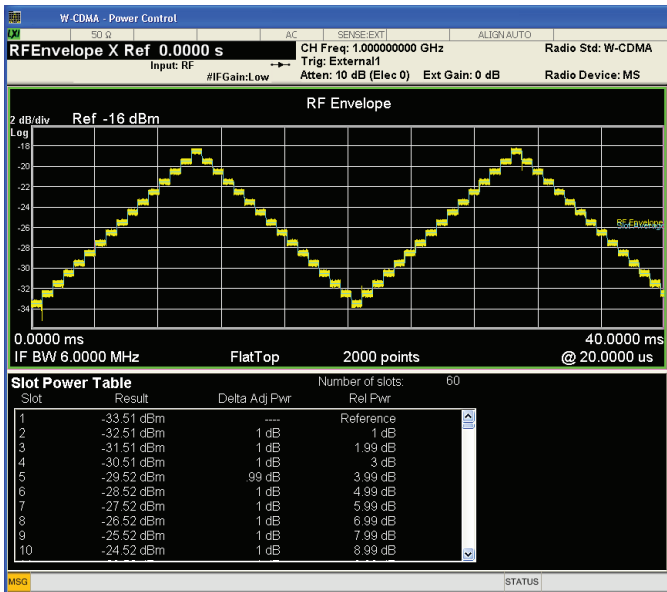 W-CDMA - Power Control
LXI 50 Ω AC SENSE:EXT ALIGN AUTO
RFEnvelope X Ref 0.0000 s
CH Freq: 1.000000000 GHz
Radio Std: W-CDMA
Input: RF
Trig: External1
#IFGain:Low
Atten: 10 dB (Elec 0) Ext Gain: 0 dB
Radio Device: MS
RF Envelope
2 dB/div Ref -16 dBm
Log
-18
-20
-22
-24
RF Envelope
-26
-28
-30
-32
-34
0.0000 ms 40.0000 ms
IF BW 6.0000 MHz FlatTop 2000 points @ 20.0000 us
Slot Power Table Number of slots: 60
Slot Result Delta Adj Pwr Rel Pwr
1 -33.51 dBm ---- Reference
2 -32.51 dBm 1 dB 1 dB
3 -31.51 dBm 1 dB 1.99 dB
4 -30.51 dBm 1 dB 3 dB
5 -29.52 dBm .99 dB 3.99 dB
6 -28.52 dBm 1 dB 4.99 dB
7 -27.52 dBm 1 dB 5.99 dB
8 -26.52 dBm 1 dB 6.99 dB
9 -25.52 dBm 1 dB 7.99 dB
10 -24.52 dBm 1 dB 8.99 dB
MSG STATUS